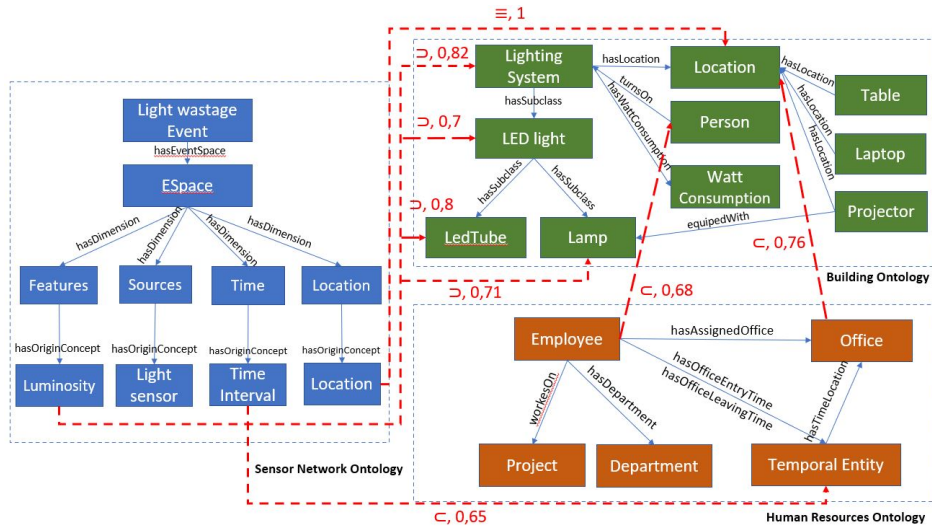 ≡, 1
⊃, 0,82
Lighting
System
hasLocation
Location
hasLocation
Table
turnsOn
hasWattConsumption
hasSubclass
Light wastage
Event
⊃, 0,7
LED light
Person
hasLocation
Laptop
hasEventSpace
hasLocation
ESpace
hasSubclass
hasSubclass
Watt
Consumption
⊃, 0,8
Projector
hasDimension
hasDimension
hasDimension
hasDimension
LedTube
Lamp
equipedWith
⊂, 0,76
Features
Sources
Time
Location
Building Ontology
⊃, 0,71
⊂, 0,68
Employee
hasAssignedOffice
Office
hasOriginConcept
hasOriginConcept
hasOriginConcept
hasOriginConcept
Luminosity
Light
sensor
Time
Interval
Location
workesOn
hasDepartment
hasOfficeEntryTime
hasOfficeLeavingTime
hasTimeLocation
Sensor Network Ontology
Project
Department
Temporal Entity
⊂, 0,65
Human Resources Ontology